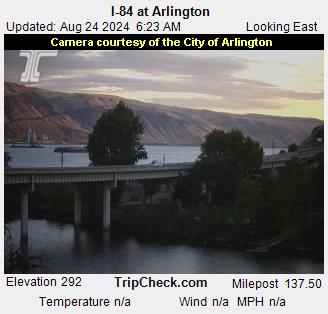 I-84 at Arlington
Updated: Aug 24 2024 6:23 AM Looking East
Camera courtesy of the City of Arlington
Elevation 292 TripCheck.com Milepost 137.50
Temperature n/a Wind n/a MPH n/a